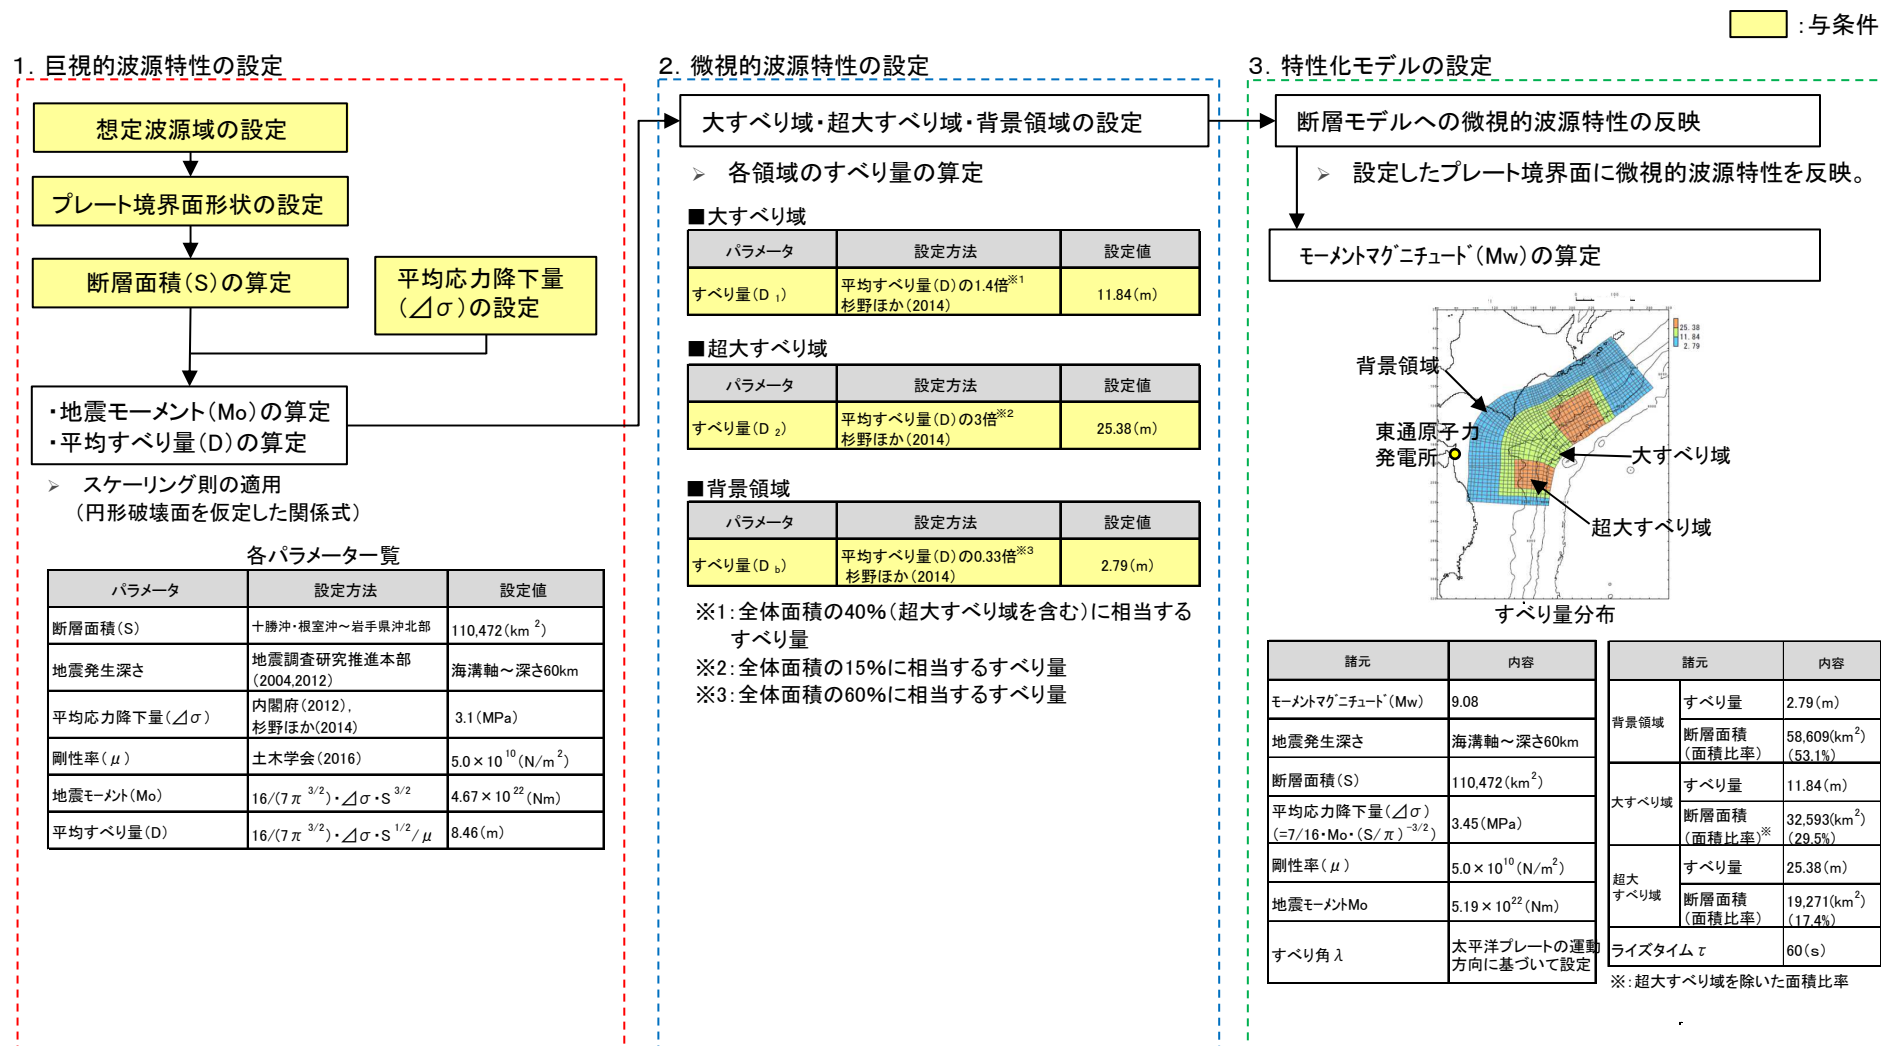 :与条件
1．巨視的波源特性の設定
想定波源域の設定
プレート境界面形状の設定
断層面積(S)の算定
平均応力降下量
(⊿σ)の設定
・地震モーメント(Mo)の算定
・平均すべり量(D)の算定
➢ スケーリング則の適用
(円形破壊面を仮定した関係式)
各パラメーター覧
パラメータ 設定方法 設定値
断層面積(S) 十勝沖・根室沖～岩手県沖北部 110,472(km²)
地震発生深さ 地震調査研究推進本部
(2004,2012) 海溝軸～深さ60km
平均応力降下量(⊿σ) 内閣府(2012),
杉野ほか(2014) 3.1(MPa)
剛性率(μ) 土木学会(2016) 5.0×10¹⁰(N/m²)
地震モーメント(Mo) 16/(7π^3/2)・⊿σ・S^3/2 4.67×10²²(Nm)
平均すべり量(D) 16/(7π^3/2)・⊿σ・S^1/2/μ 8.46(m)
2．微視的波源特性の設定
大すべり域・超大すべり域・背景領域の設定
➢ 各領域のすべり量の算定
■大すべり域
パラメータ 設定方法 設定値
すべり量(D₁) 平均すべり量(D)の1.4倍※1
杉野ほか(2014) 11.84(m)
■超大すべり域
パラメータ 設定方法 設定値
すべり量(D₂) 平均すべり量(D)の3倍※2
杉野ほか(2014) 25.38(m)
■背景領域
パラメータ 設定方法 設定値
すべり量(D_b) 平均すべり量(D)の0.33倍※3
杉野ほか(2014) 2.79(m)
※1:全体面積の40%(超大すべり域を含む)に相当する
すべり量
※2:全体面積の15%に相当するすべり量
※3:全体面積の60%に相当するすべり量
3．特性化モデルの設定
断層モデルへの微視的波源特性の反映
➢ 設定したプレート境界面に微視的波源特性を反映。
モーメントマグニチュード(Mw)の算定
25.38
11.84
2.79
背景領域
東通原子力
発電所
大すべり域
超大すべり域
すべり量分布
諸元 内容
モーメントマグニチュード(Mw) 9.08
地震発生深さ 海溝軸～深さ60km
断層面積(S) 110,472(km²)
平均応力降下量(⊿σ)
(=7/16・Mo・(S/π)^-3/2) 3.45(MPa)
剛性率(μ) 5.0×10¹⁰(N/m²)
地震モーメントMo 5.19×10²²(Nm)
すべり角λ 太平洋プレートの運動
方向に基づいて設定
諸元 内容
背景領域 すべり量 2.79(m)
断層面積
(面積比率) 58,609(km²)
(53.1%)
大すべり域 すべり量 11.84(m)
断層面積
(面積比率)※ 32,593(km²)
(29.5%)
超大
すべり域 すべり量 25.38(m)
断層面積
(面積比率) 19,271(km²)
(17.4%)
ライズタイムτ 60(s)
※:超大すべり域を除いた面積比率